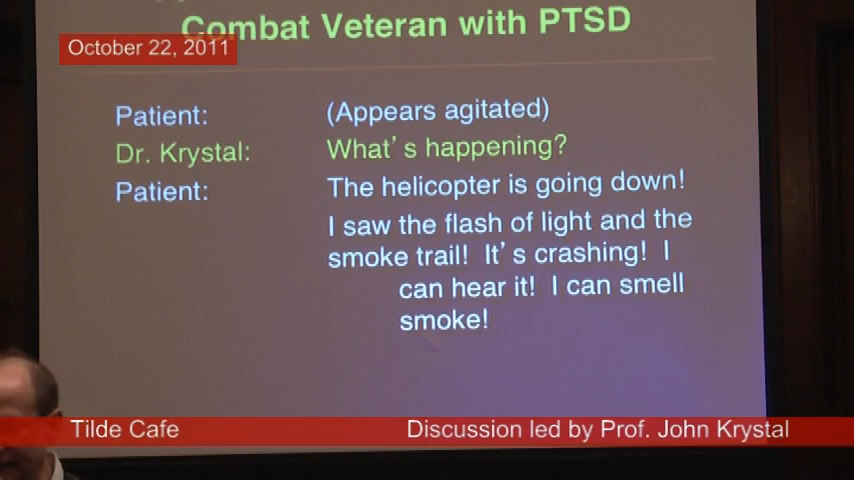 Combat Veteran with PTSD
October 22, 2011
Patient: (Appears agitated)
Dr. Krystal: What's happening?
Patient: The helicopter is going down!
I saw the flash of light and the
smoke trail! It's crashing! I
can hear it! I can smell
smoke!
Tilde Cafe Discussion led by Prof. John Krystal